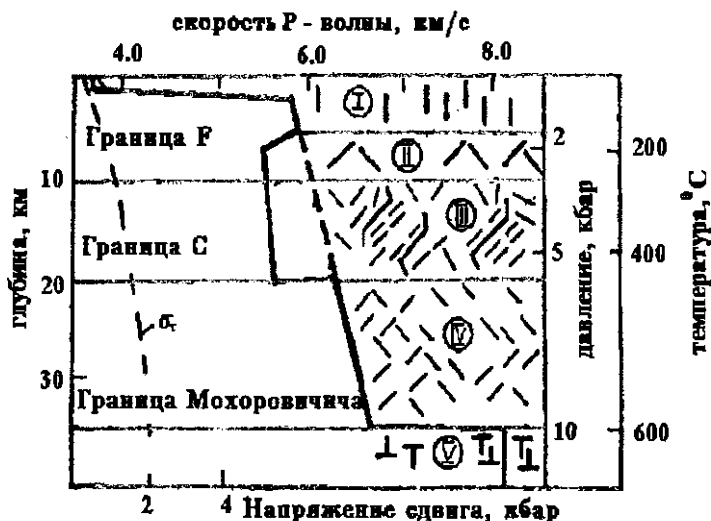 скорость Р - волны, км/с
4.0 6.0 8.0
глубина, км
10
20
30
Граница F
Граница C
σт
Граница Мохоровичича
I
II
III
IV
V
2
5
10
давление, кбар
200
400
600
температура, °С
2 4
Напряжение сдвига, кбар